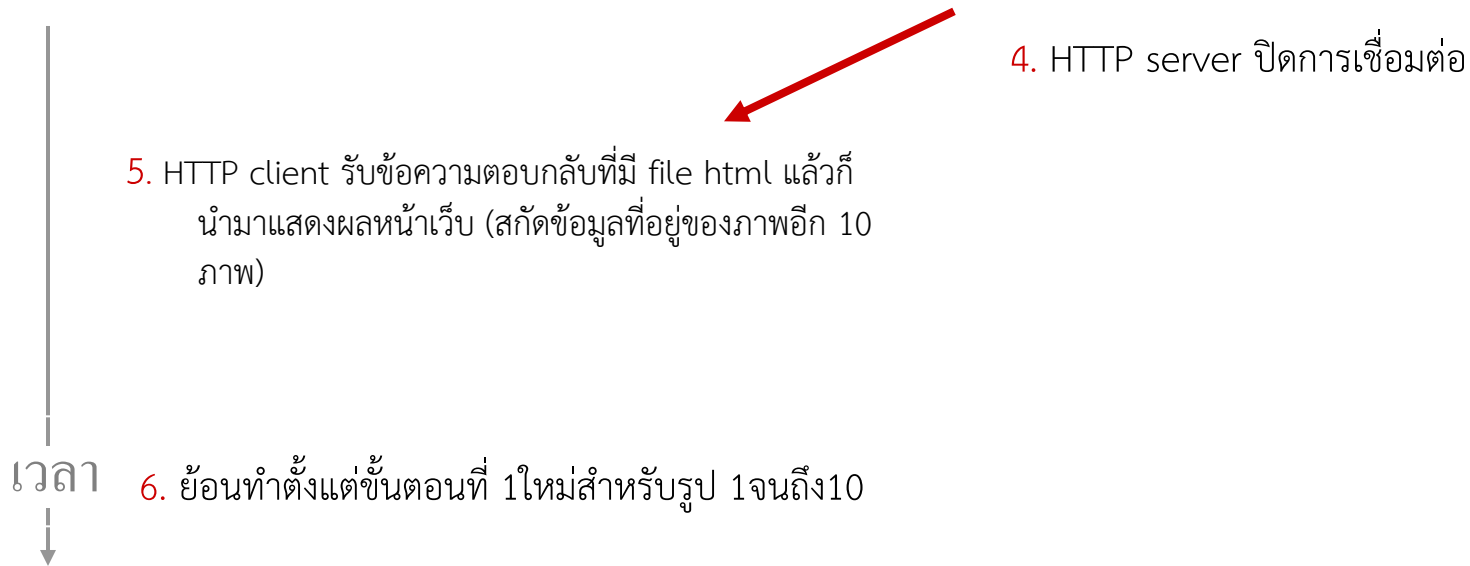 4. HTTP server ปิดการเชื่อมต่อ
5. HTTP client รับข้อความตอบกลับที่มี file html แล้วก็
นำมาแสดงผลหน้าเว็บ (สกัดข้อมูลที่อยู่ของภาพอีก 10
ภาพ)
เวลา
6. ย้อนทำตั้งแต่ขั้นตอนที่ 1ใหม่สำหรับรูป 1จนถึง10